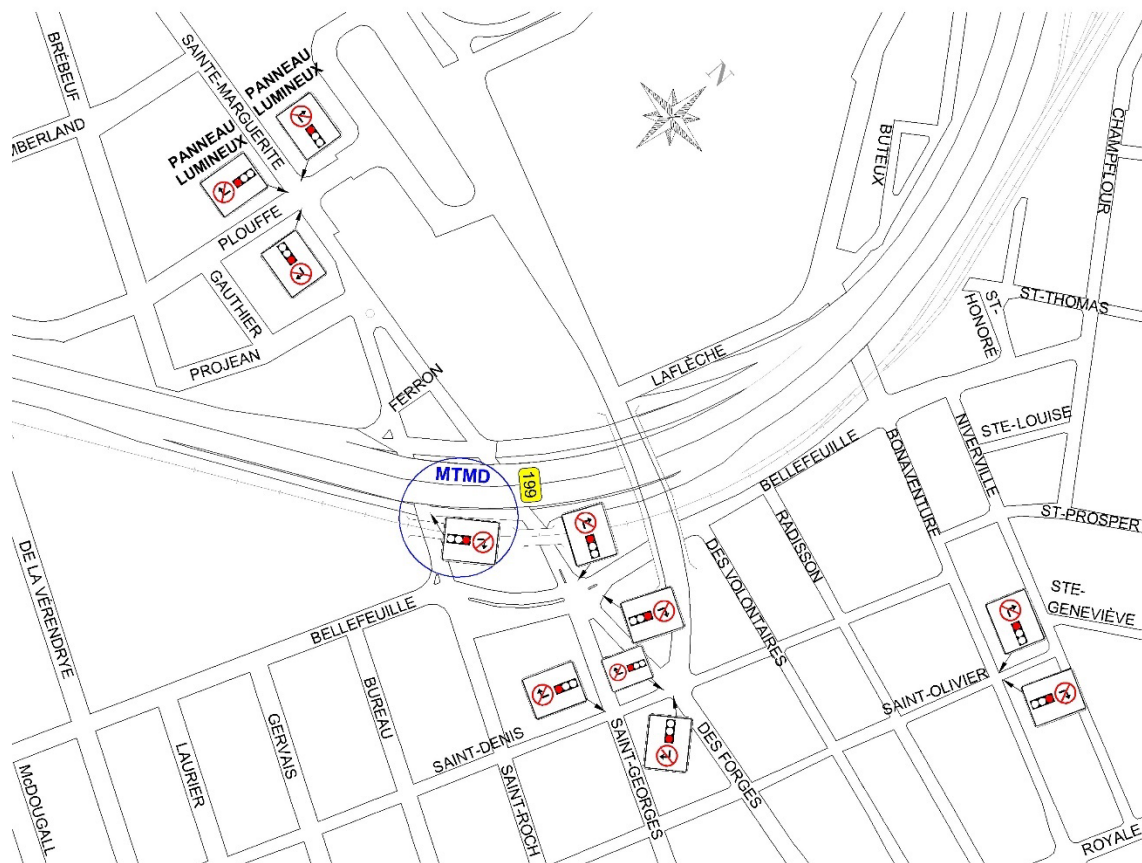 BRÉBEUF
SAINTE-MARGUERITE
PANNEAU
LUMINEUX
PANNEAU
LUMINEUX
N
MBERLAND
BUTEUX
CHAMPFLOUR
PLOUFFE
GAUTHIER
PROJEAN
FERRON
LAFLÈCHE
ST-THOMAS
ST-
HONORÉ
STE-LOUISE
NIVERVILLE
BONAVENTURE
BELLEFEUILLE
ST-PROSPER
MTMD
199
RADISSON
DES VOLONTAIRES
STE-
GENEVIÈVE
DE LA VÉRENDRYE
BELLEFEUILLE
BUREAU
GERVAIS
LAURIER
McDOUGALL
SAINT-DENIS
SAINT-ROCH
SAINT-GEORGES
DES FORGES
SAINT-OLIVIER
ROYALE